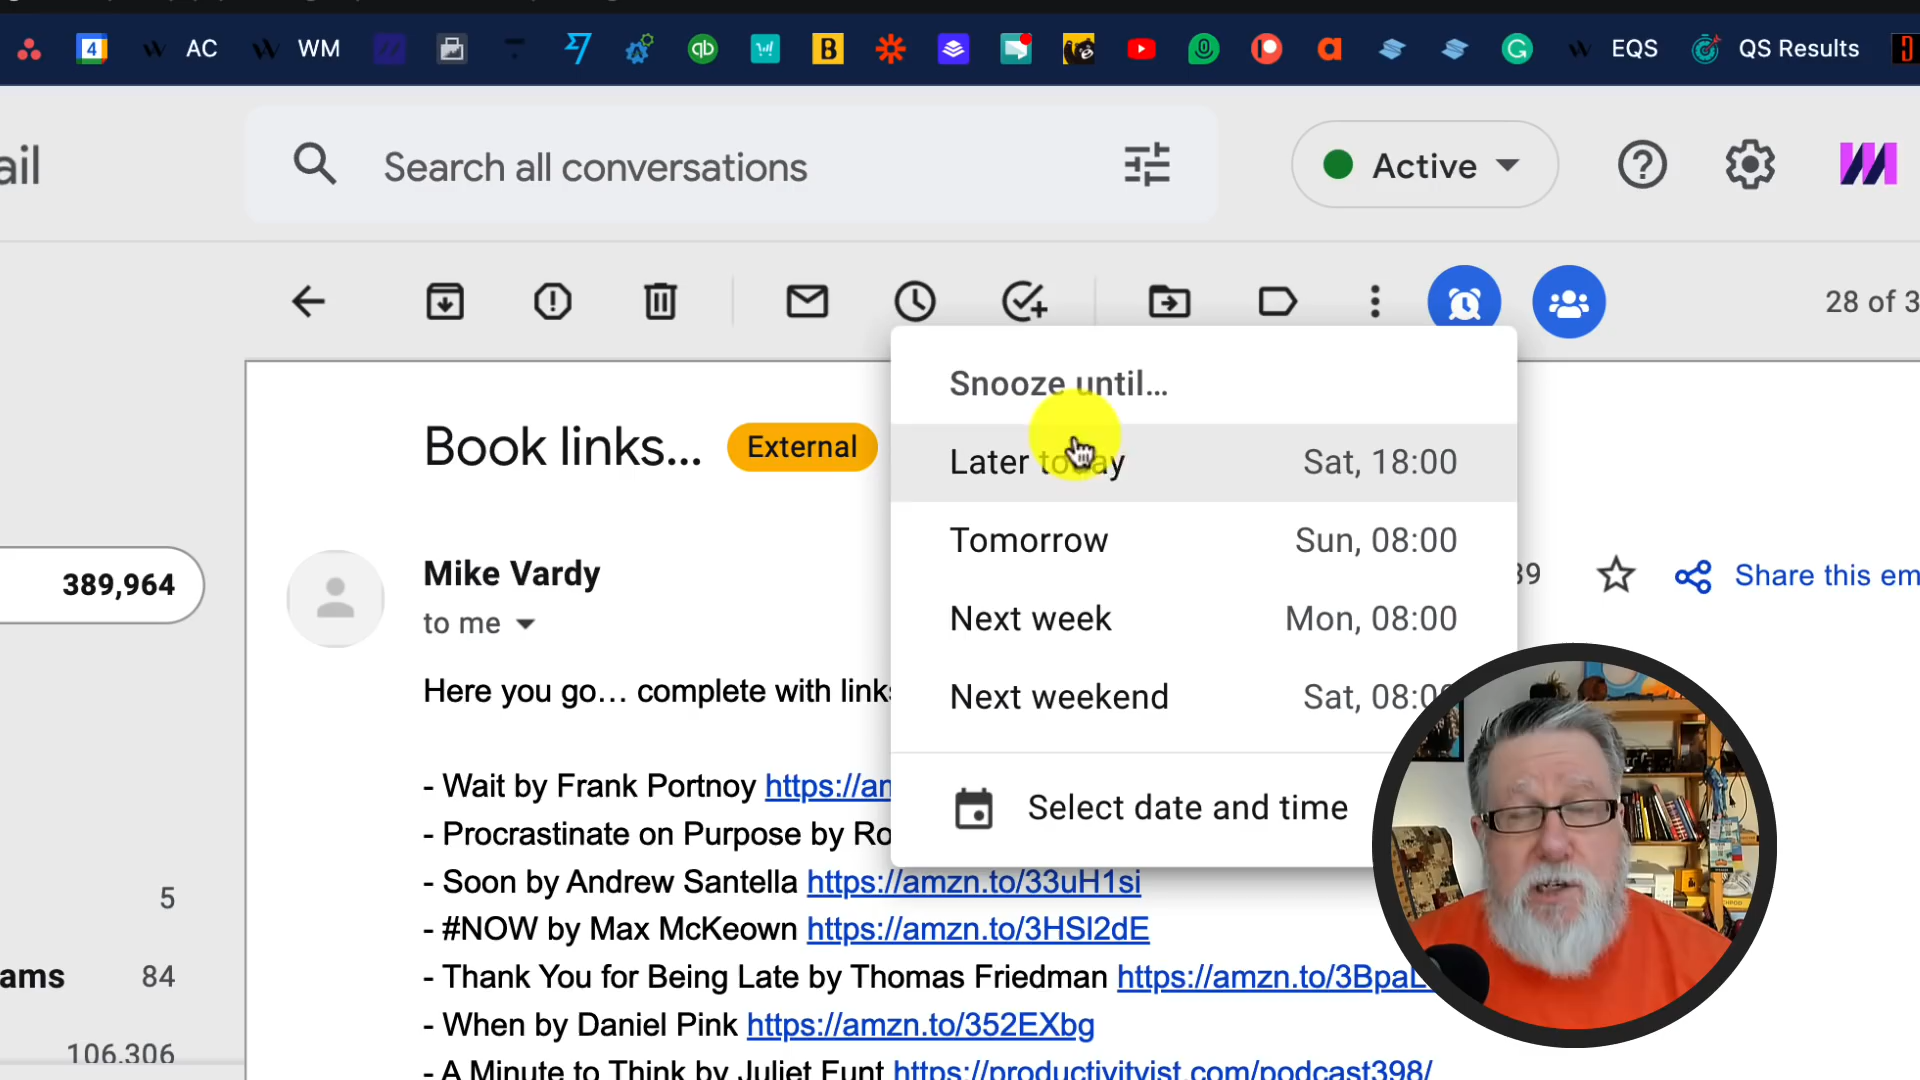 4 AC WM B EQS QS Results
ail
Search all conversations
Active
28 of 3
Snooze until...
Book links... External
Later today Sat, 18:00
Tomorrow Sun, 08:00
389,964
Mike Vardy
Share this em
to me
Next week Mon, 08:00
Here you go… complete with links
Next weekend Sat, 08:00
- Wait by Frank Portnoy https://an
Select date and time
- Procrastinate on Purpose by Ro
- Soon by Andrew Santella https://amzn.to/33uH1si
5
- #NOW by Max McKeown https://amzn.to/3HSl2dE
ams 84
- Thank You for Being Late by Thomas Friedman https://amzn.to/3BpaL
- When by Daniel Pink https://amzn.to/352EXbg
106,306
- A Minute to Think by Juliet Funt https://productivityist.com/podcast398/